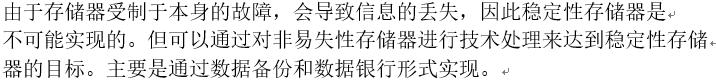 由于存储器受制于本身的故障，会导致信息的丢失，因此稳定性存储器是
不可能实现的。但可以通过对非易失性存储器进行技术处理来达到稳定性存储
器的目标。主要是通过数据备份和数据银行形式实现。